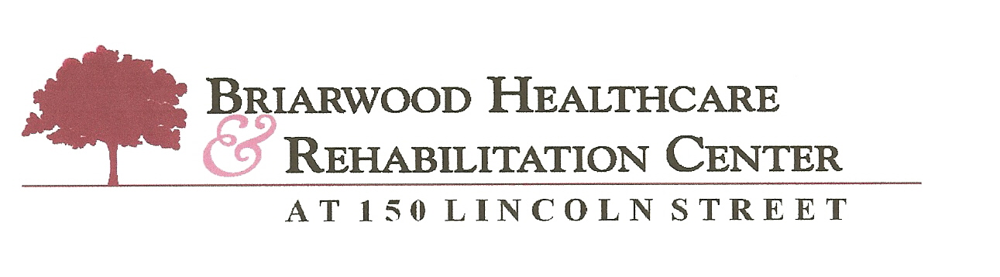 BRIARWOOD HEALTHCARE
& REHABILITATION CENTER
AT 150 LINCOLN STREET